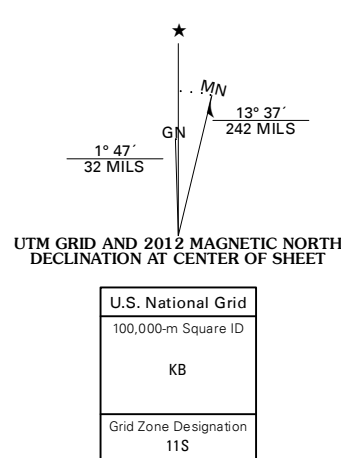 ★
MN
13° 37´
242 MILS
GN
1° 47´
32 MILS
UTM GRID AND 2012 MAGNETIC NORTH
DECLINATION AT CENTER OF SHEET
U.S. National Grid
100,000-m Square ID
KB
Grid Zone Designation
11S